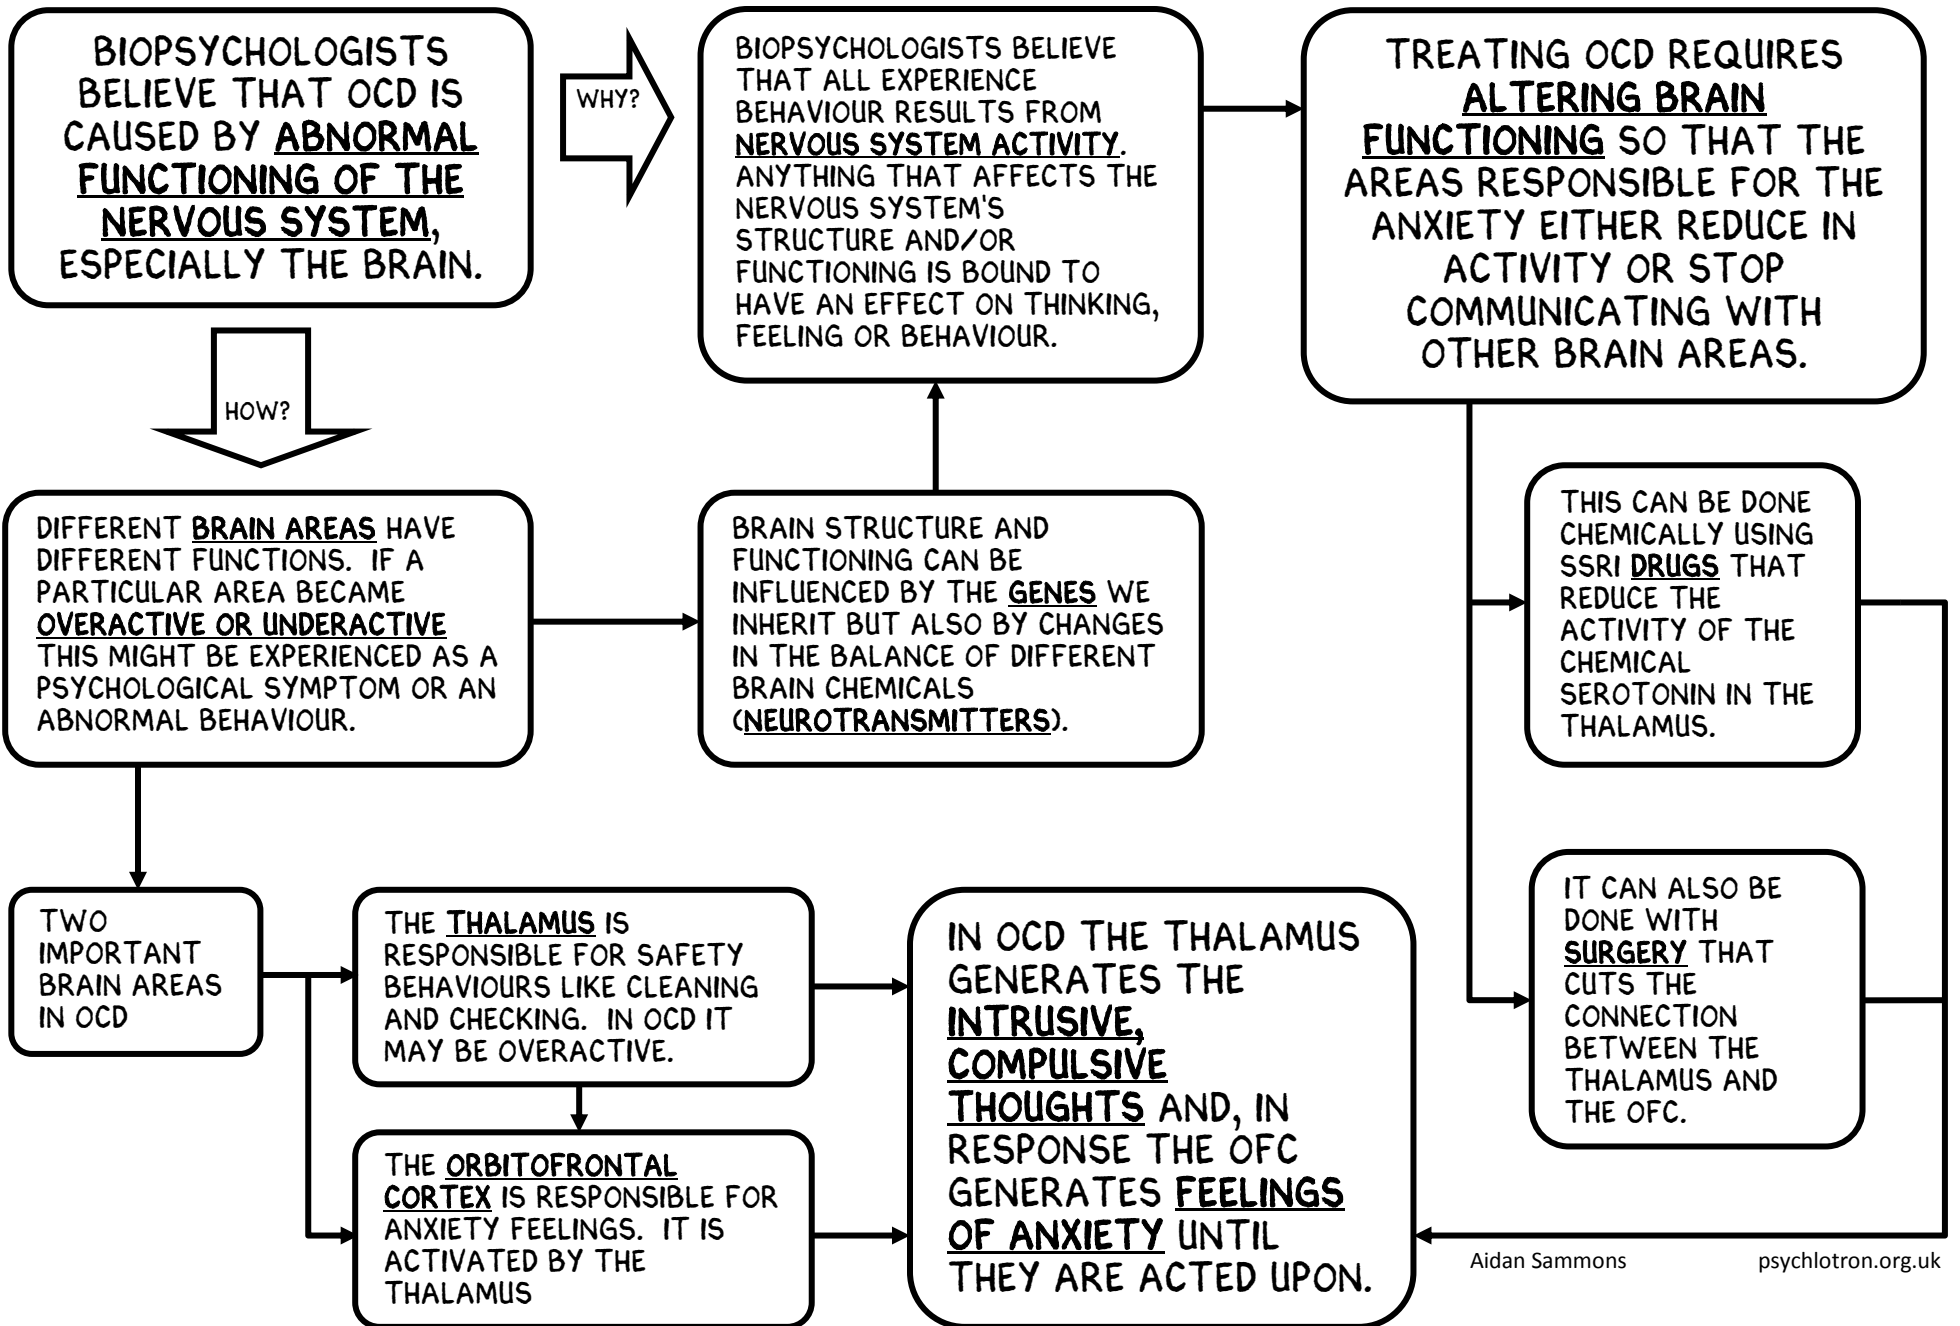 BIOPSYCHOLOGISTS
BELIEVE THAT OCD IS
CAUSED BY ABNORMAL
FUNCTIONING OF THE
NERVOUS SYSTEM,
ESPECIALLY THE BRAIN.
WHY?
BIOPSYCHOLOGISTS BELIEVE
THAT ALL EXPERIENCE
BEHAVIOUR RESULTS FROM
NERVOUS SYSTEM ACTIVITY.
ANYTHING THAT AFFECTS THE
NERVOUS SYSTEM'S
STRUCTURE AND/OR
FUNCTIONING IS BOUND TO
HAVE AN EFFECT ON THINKING,
FEELING OR BEHAVIOUR.
TREATING OCD REQUIRES
ALTERING BRAIN
FUNCTIONING SO THAT THE
AREAS RESPONSIBLE FOR THE
ANXIETY EITHER REDUCE IN
ACTIVITY OR STOP
COMMUNICATING WITH
OTHER BRAIN AREAS.
HOW?
DIFFERENT BRAIN AREAS HAVE
DIFFERENT FUNCTIONS. IF A
PARTICULAR AREA BECAME
OVERACTIVE OR UNDERACTIVE
THIS MIGHT BE EXPERIENCED AS A
PSYCHOLOGICAL SYMPTOM OR AN
ABNORMAL BEHAVIOUR.
BRAIN STRUCTURE AND
FUNCTIONING CAN BE
INFLUENCED BY THE GENES WE
INHERIT BUT ALSO BY CHANGES
IN THE BALANCE OF DIFFERENT
BRAIN CHEMICALS
(NEUROTRANSMITTERS).
THIS CAN BE DONE
CHEMICALLY USING
SSRI DRUGS THAT
REDUCE THE
ACTIVITY OF THE
CHEMICAL
SEROTONIN IN THE
THALAMUS.
TWO
IMPORTANT
BRAIN AREAS
IN OCD
THE THALAMUS IS
RESPONSIBLE FOR SAFETY
BEHAVIOURS LIKE CLEANING
AND CHECKING. IN OCD IT
MAY BE OVERACTIVE.
THE ORBITOFRONTAL
CORTEX IS RESPONSIBLE FOR
ANXIETY FEELINGS. IT IS
ACTIVATED BY THE
THALAMUS
IN OCD THE THALAMUS
GENERATES THE
INTRUSIVE,
COMPULSIVE
THOUGHTS AND, IN
RESPONSE THE OFC
GENERATES FEELINGS
OF ANXIETY UNTIL
THEY ARE ACTED UPON.
IT CAN ALSO BE
DONE WITH
SURGERY THAT
CUTS THE
CONNECTION
BETWEEN THE
THALAMUS AND
THE OFC.
Aidan Sammons psychlotron.org.uk